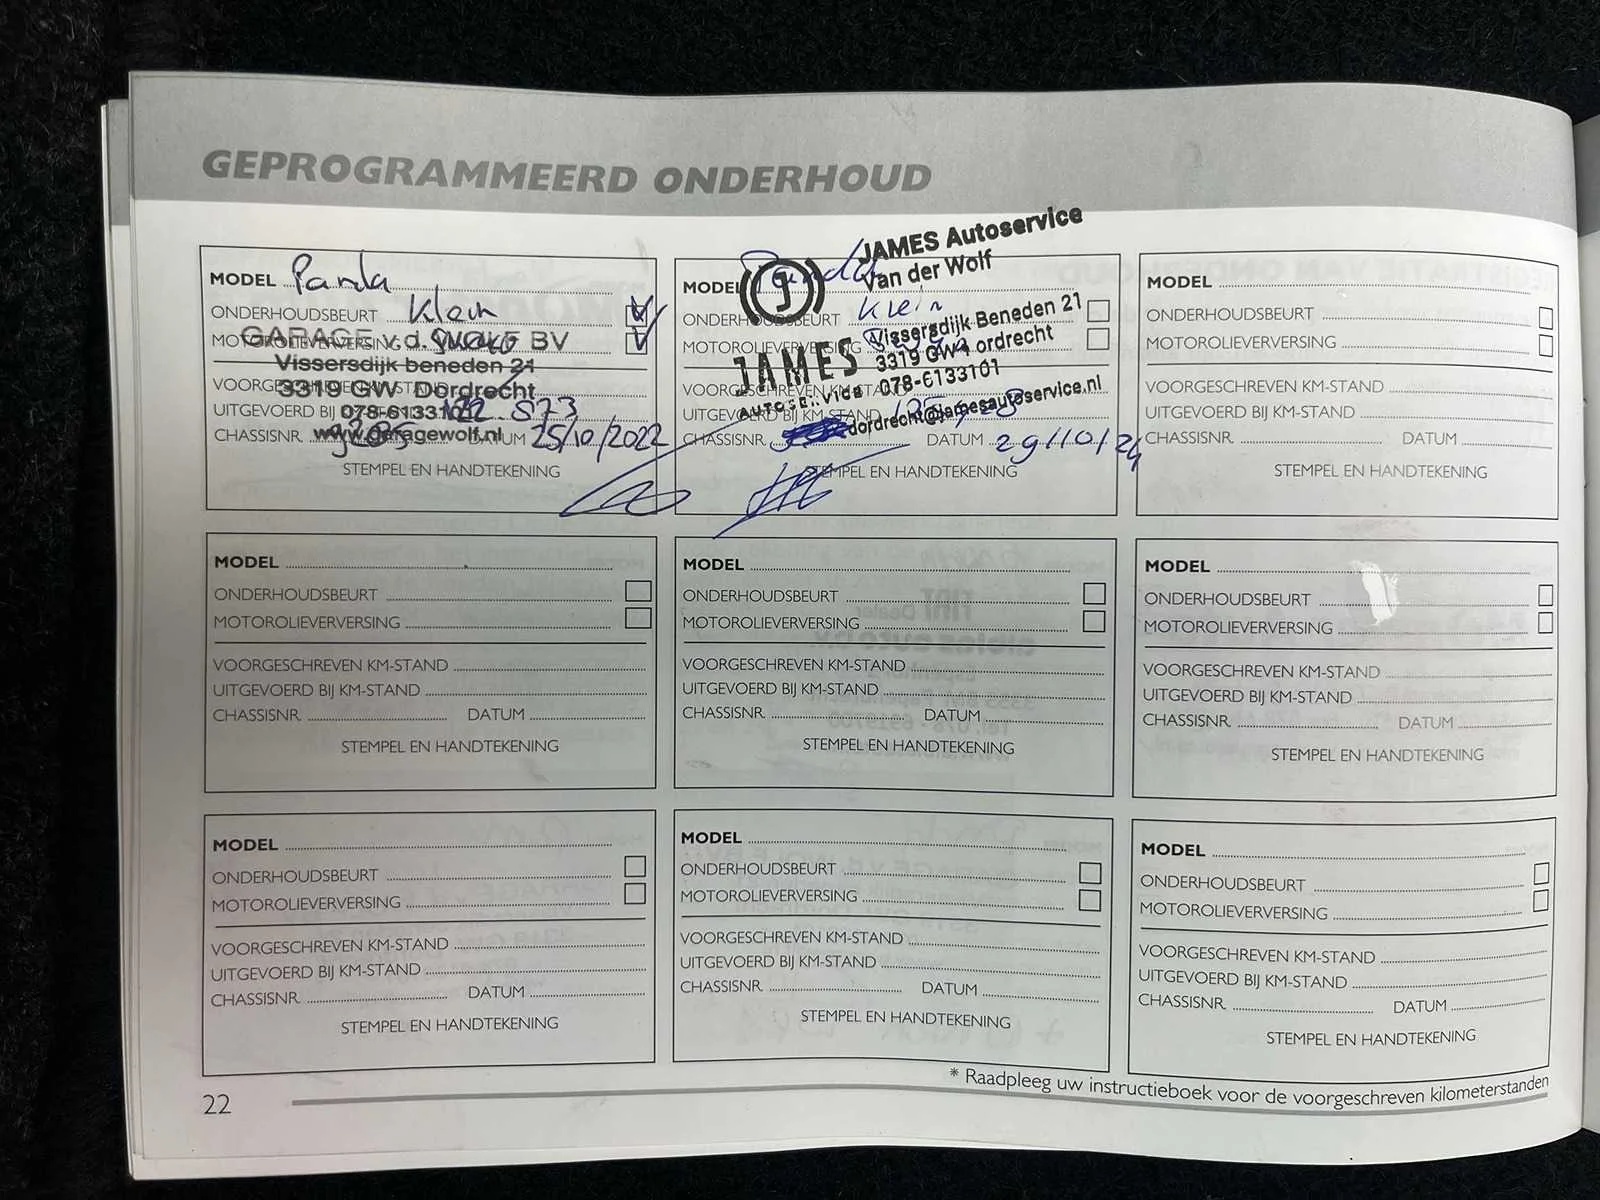 GEPROGRAMMEERD ONDERHOUD
MODEL Panda
ONDERHOUDSBEURT Klein
MOTOROLIEVERVERSING
GARAGE v.d. BV
Vissersdijk beneden 21
3319 GW Dordrecht
078-6133101
www.garagewolf.nl
VOORGESCHREVEN KM-STAND
UITGEVOERD BIJ KM-STAND 122 573
CHASSISNR. DATUM 25/10/2022
STEMPEL EN HANDTEKENING
MODEL Panda
ONDERHOUDSBEURT Klein
MOTOROLIEVERVERSING
JAMES Autoservice
Van der Wolf
Vissersdijk Beneden 21
3319 GW ordrecht
078-6133101
dordrecht@jamesautoservice.nl
J
JAMES
AUTOSERVICE
VOORGESCHREVEN KM-STAND
UITGEVOERD BIJ KM-STAND
CHASSISNR. DATUM 29/10/24
STEMPEL EN HANDTEKENING
MODEL
ONDERHOUDSBEURT
MOTOROLIEVERVERSING
VOORGESCHREVEN KM-STAND
UITGEVOERD BIJ KM-STAND
CHASSISNR. DATUM
STEMPEL EN HANDTEKENING
MODEL
ONDERHOUDSBEURT
MOTOROLIEVERVERSING
VOORGESCHREVEN KM-STAND
UITGEVOERD BIJ KM-STAND
CHASSISNR. DATUM
STEMPEL EN HANDTEKENING
MODEL
ONDERHOUDSBEURT
MOTOROLIEVERVERSING
VOORGESCHREVEN KM-STAND
UITGEVOERD BIJ KM-STAND
CHASSISNR. DATUM
STEMPEL EN HANDTEKENING
MODEL
ONDERHOUDSBEURT
MOTOROLIEVERVERSING
VOORGESCHREVEN KM-STAND
UITGEVOERD BIJ KM-STAND
CHASSISNR. DATUM
STEMPEL EN HANDTEKENING
MODEL
ONDERHOUDSBEURT
MOTOROLIEVERVERSING
VOORGESCHREVEN KM-STAND
UITGEVOERD BIJ KM-STAND
CHASSISNR. DATUM
STEMPEL EN HANDTEKENING
MODEL
ONDERHOUDSBEURT
MOTOROLIEVERVERSING
VOORGESCHREVEN KM-STAND
UITGEVOERD BIJ KM-STAND
CHASSISNR. DATUM
STEMPEL EN HANDTEKENING
MODEL
ONDERHOUDSBEURT
MOTOROLIEVERVERSING
VOORGESCHREVEN KM-STAND
UITGEVOERD BIJ KM-STAND
CHASSISNR. DATUM
STEMPEL EN HANDTEKENING
* Raadpleeg uw instructieboek voor de voorgeschreven kilometerstanden
22